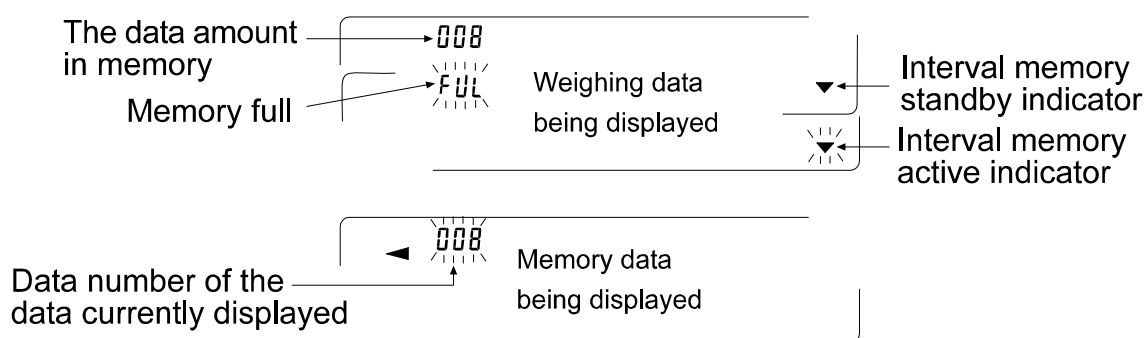 The data amount
in memory
008
Memory full
FUL
Weighing data
being displayed
Interval memory
standby indicator
Interval memory
active indicator
008
Memory data
being displayed
Data number of the
data currently displayed